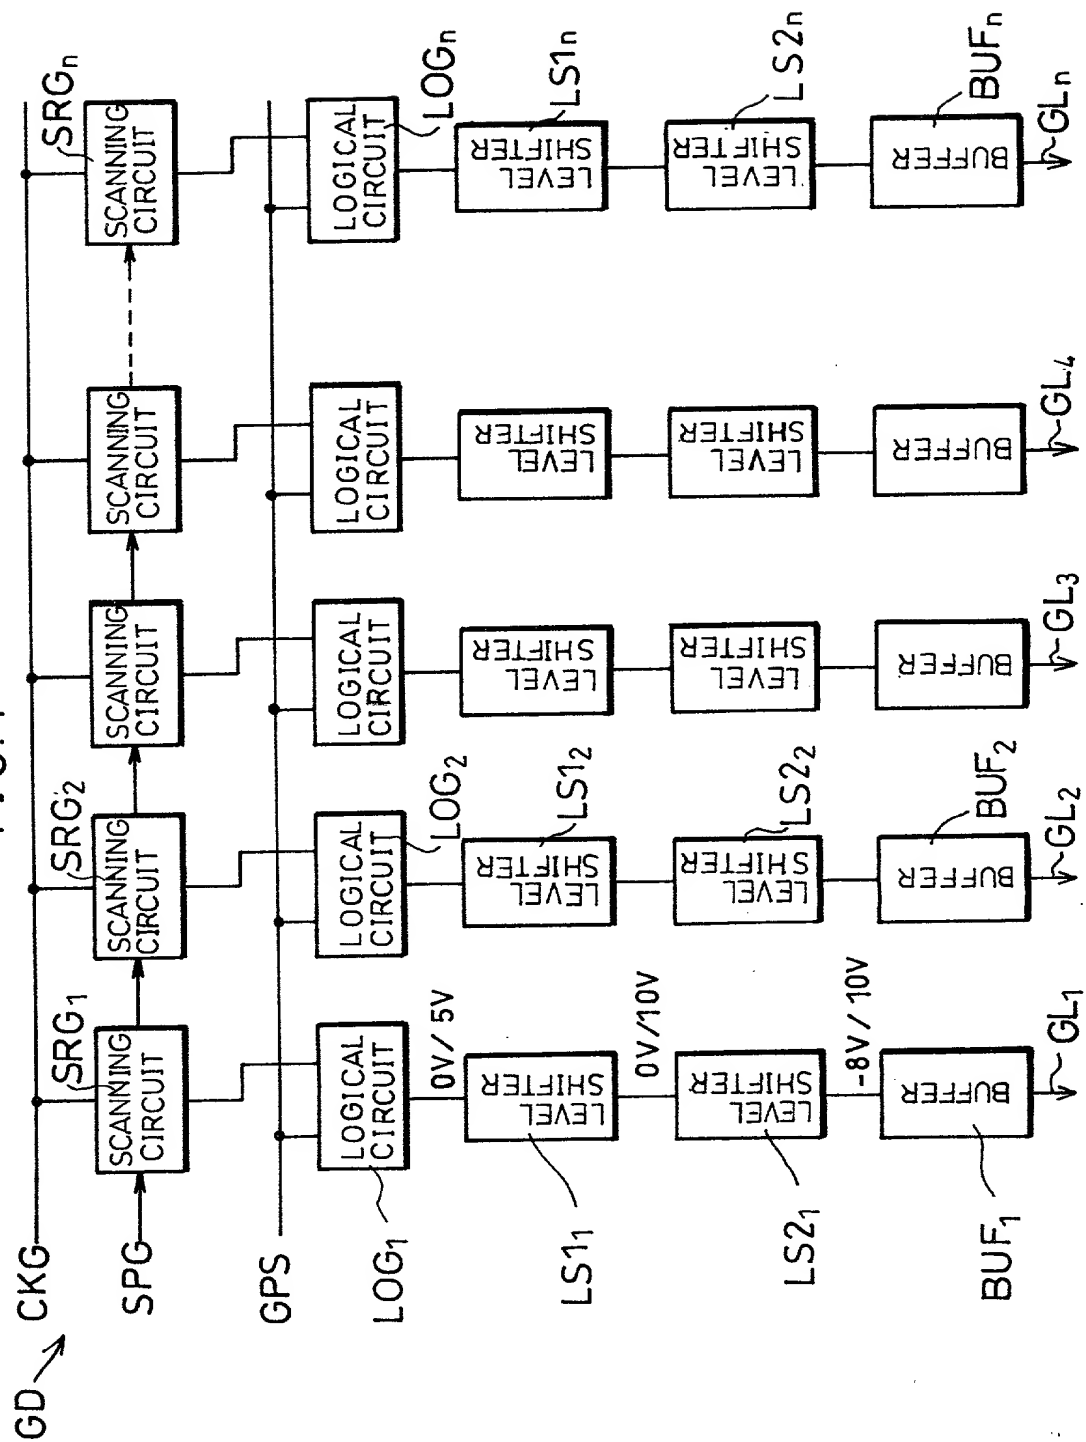 GD
CKG
SRG1
SRG2
SRGn
SPG
SCANNING
CIRCUIT
SCANNING
CIRCUIT
SCANNING
CIRCUIT
SCANNING
CIRCUIT
SCANNING
CIRCUIT
GPS
LOGICAL
CIRCUIT
LOGICAL
CIRCUIT
LOGICAL
CIRCUIT
LOGICAL
CIRCUIT
LOGICAL
CIRCUIT
LOG1
LOG2
LOGn
0V/5V
LEVEL
SHIFTER
LEVEL
SHIFTER
LEVEL
SHIFTER
LEVEL
SHIFTER
LEVEL
SHIFTER
LS11
LS12
LS1n
0V/10V
LEVEL
SHIFTER
LEVEL
SHIFTER
LEVEL
SHIFTER
LEVEL
SHIFTER
LEVEL
SHIFTER
LS21
LS22
LS2n
-8V/10V
BUFFER
BUFFER
BUFFER
BUFFER
BUFFER
BUF1
BUF2
BUFn
GL1
GL2
GL3
GL4
GLn